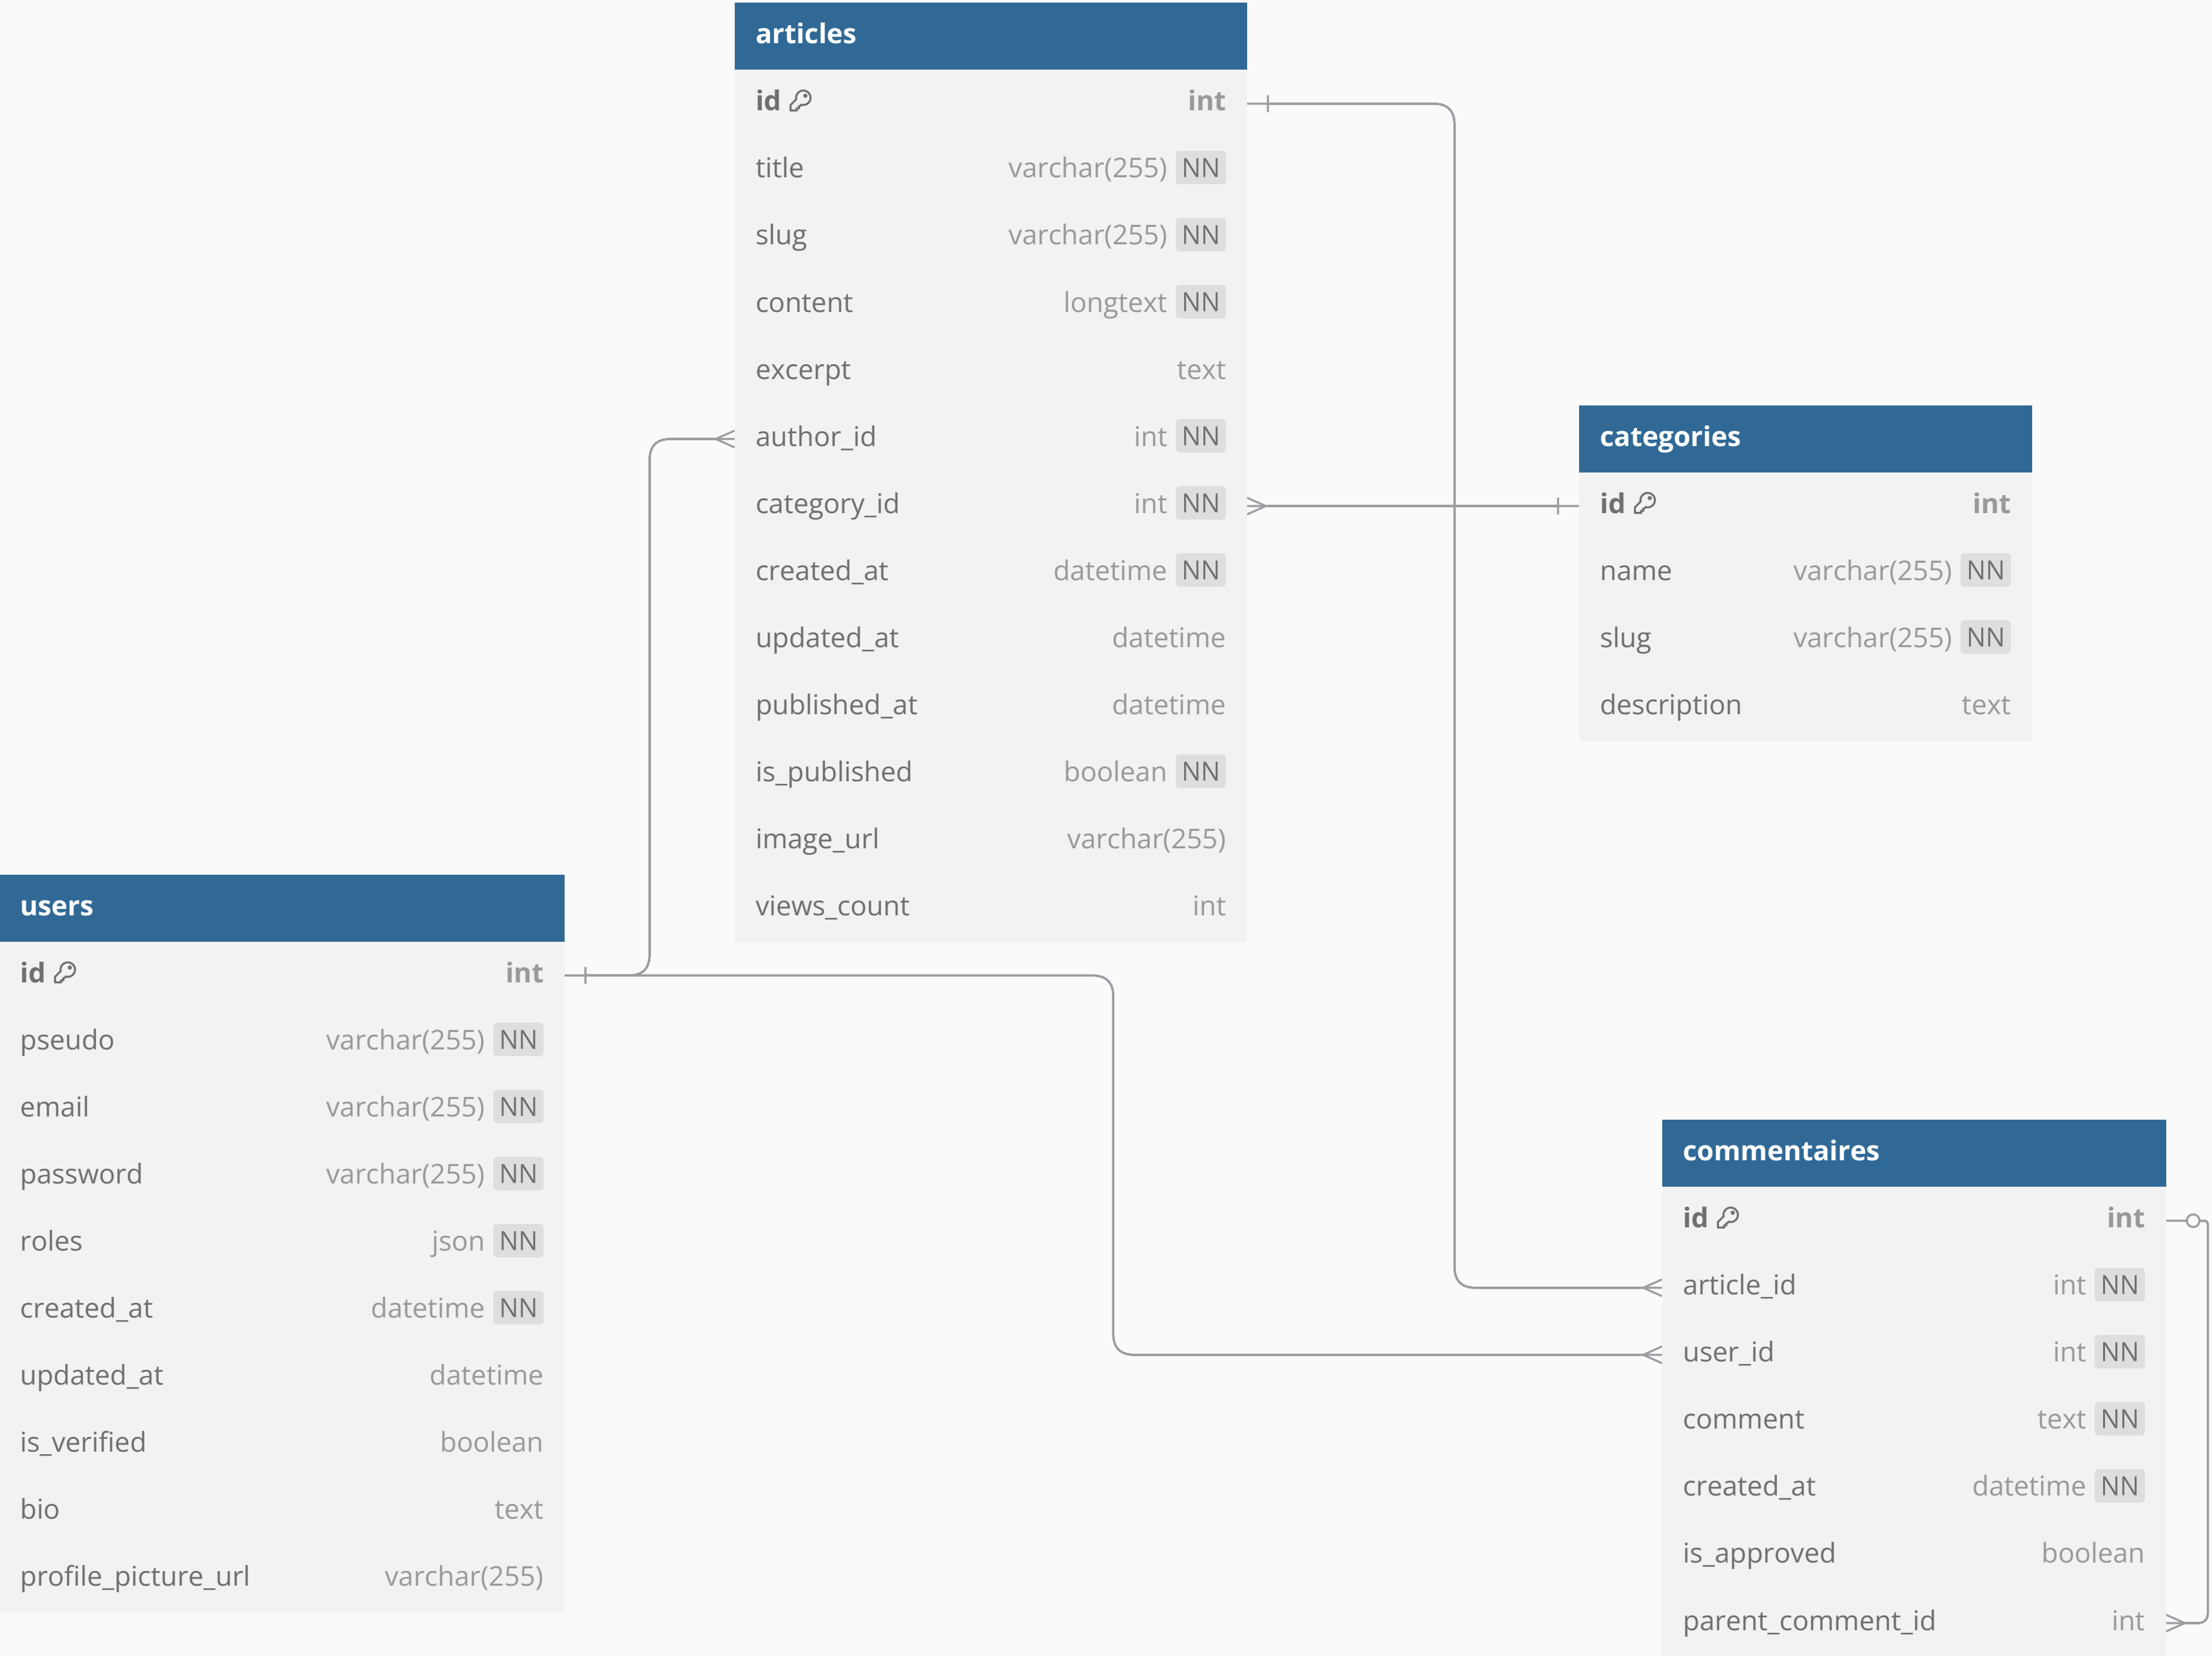 articles
id int
title varchar(255) NN
slug varchar(255) NN
content longtext NN
excerpt text
author_id int NN
category_id int NN
created_at datetime NN
updated_at datetime
published_at datetime
is_published boolean NN
image_url varchar(255)
views_count int
categories
id int
name varchar(255) NN
slug varchar(255) NN
description text
users
id int
pseudo varchar(255) NN
email varchar(255) NN
password varchar(255) NN
roles json NN
created_at datetime NN
updated_at datetime
is_verified boolean
bio text
profile_picture_url varchar(255)
commentaires
id int
article_id int NN
user_id int NN
comment text NN
created_at datetime NN
is_approved boolean
parent_comment_id int